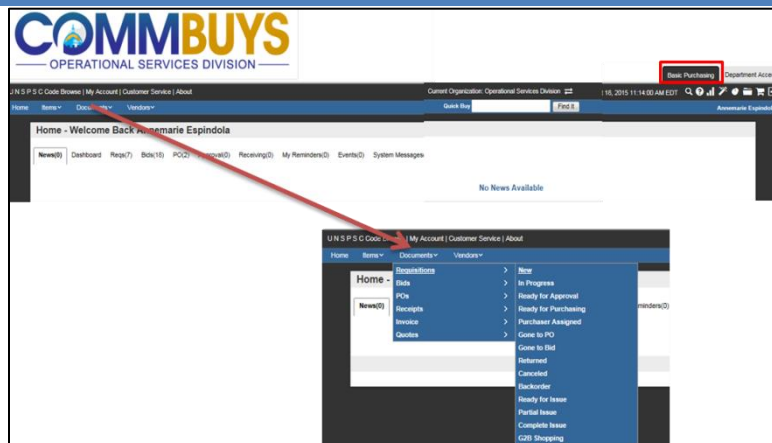 COMMBUYS
OPERATIONAL SERVICES DIVISION
Basic Purchasing Department Acce
U N S P S C Code Browse | My Account | Customer Service | About
Current Organization: Operational Services Division
16, 2015 11:14:00 AM EDT
Home Items Documents Vendors
Quick Buy Find It
Annemarie Espindol
Home - Welcome Back Annemarie Espindola
News(0) Dashboard Reqs(7) Bids(16) PO(2) Approval(0) Receiving(0) My Reminders(0) Events(0) System Messages
No News Available
U N S P S C Code Browse | My Account | Customer Service | About
Home Items Documents Vendors
Requisitions > New
Home -
Bids > In Progress
POs > Ready for Approval
News(0)
Receipts > Ready for Purchasing
minders(0)
Invoice > Purchaser Assigned
Quotes > Gone to PO
Gone to Bid
Returned
Canceled
Backorder
Ready for Issue
Partial Issue
Complete Issue
G2B Shopping